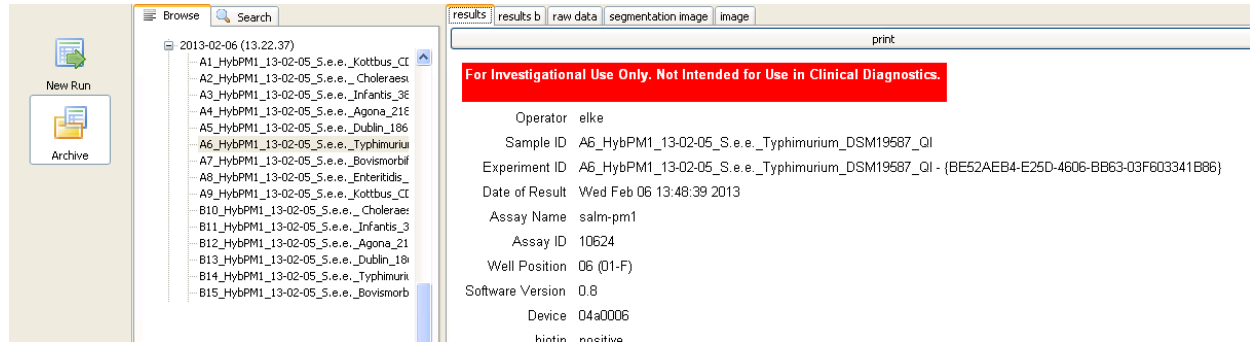 Browse
Search
New Run
Archive
2013-02-06 (13.22.37)
A1_HybPM1_13-02-05_S.e.e._Kottbus_
A2_HybPM1_13-02-05_S.e.e._ Choleraes
A3_HybPM1_13-02-05_S.e.e._Infantis_38
A4_HybPM1_13-02-05_S.e.e._Agona_218
A5_HybPM1_13-02-05_S.e.e._Dublin_186
A6_HybPM1_13-02-05_S.e.e._Typhimuriu
A7_HybPM1_13-02-05_S.e.e._Bovismorbif
A8_HybPM1_13-02-05_S.e.e._Enteritidis_
A9_HybPM1_13-02-05_S.e.e._Kottbus_
B10_HybPM1_13-02-05_S.e.e._ Choleraes
B11_HybPM1_13-02-05_S.e.e._Infantis_3
B12_HybPM1_13-02-05_S.e.e._Agona_21
B13_HybPM1_13-02-05_S.e.e._Dublin_18
B14_HybPM1_13-02-05_S.e.e._Typhimuri
B15_HybPM1_13-02-05_S.e.e._Bovismorb
results
results b
raw data
segmentation image
image
print
For Investigational Use Only. Not Intended for Use in Clinical Diagnostics.
Operator elke
Sample ID A6_HybPM1_13-02-05_S.e.e._Typhimurium_DSM19587_QI
Experiment ID A6_HybPM1_13-02-05_S.e.e._Typhimurium_DSM19587_QI - {BE52AEB4-E25D-4606-BB63-03F603341B86}
Date of Result Wed Feb 06 13:48:39 2013
Assay Name salm-pm1
Assay ID 10624
Well Position 06 (01-F)
Software Version 0.8
Device 04a0006
biotin positive